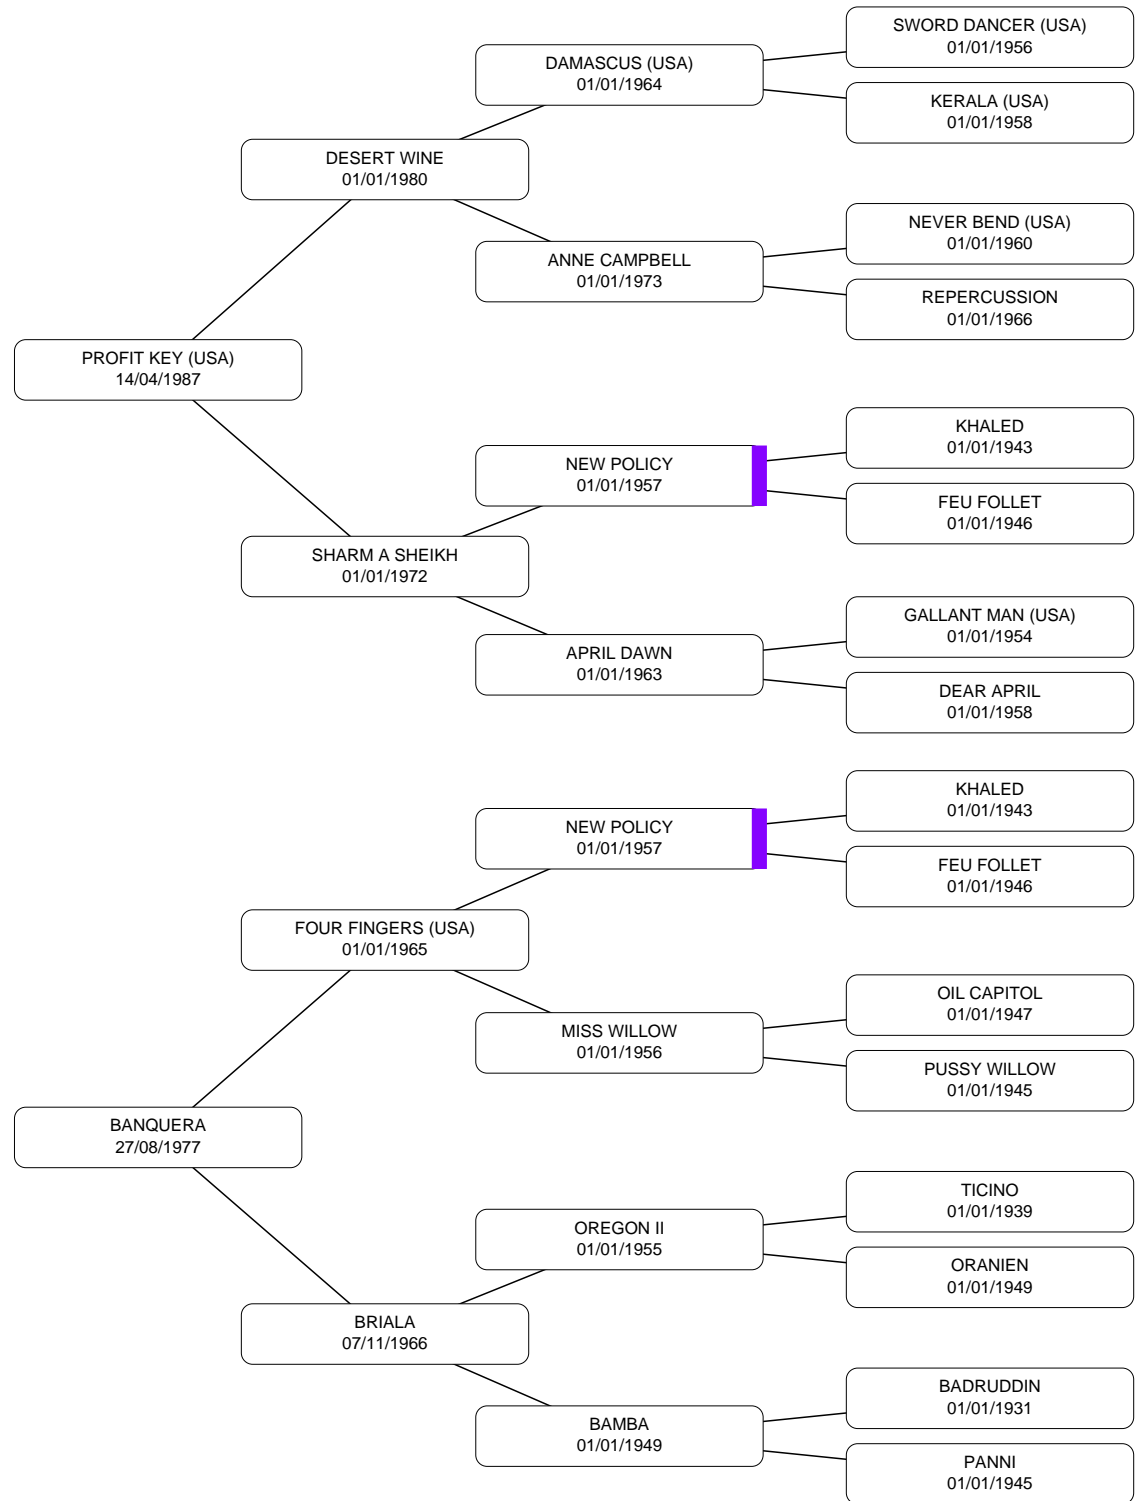 SWORD DANCER (USA)
01/01/1956
DAMASCUS (USA)
01/01/1964
KERALA (USA)
01/01/1958
DESERT WINE
01/01/1980
NEVER BEND (USA)
01/01/1960
ANNE CAMPBELL
01/01/1973
REPERCUSSION
01/01/1966
PROFIT KEY (USA)
14/04/1987
KHALED
01/01/1943
NEW POLICY
01/01/1957
FEU FOLLET
01/01/1946
SHARM A SHEIKH
01/01/1972
GALLANT MAN (USA)
01/01/1954
APRIL DAWN
01/01/1963
DEAR APRIL
01/01/1958
KHALED
01/01/1943
NEW POLICY
01/01/1957
FEU FOLLET
01/01/1946
FOUR FINGERS (USA)
01/01/1965
OIL CAPITOL
01/01/1947
MISS WILLOW
01/01/1956
PUSSY WILLOW
01/01/1945
BANQUERA
27/08/1977
TICINO
01/01/1939
OREGON II
01/01/1955
ORANIEN
01/01/1949
BRIALA
07/11/1966
BADRUDDIN
01/01/1931
BAMBA
01/01/1949
PANNI
01/01/1945